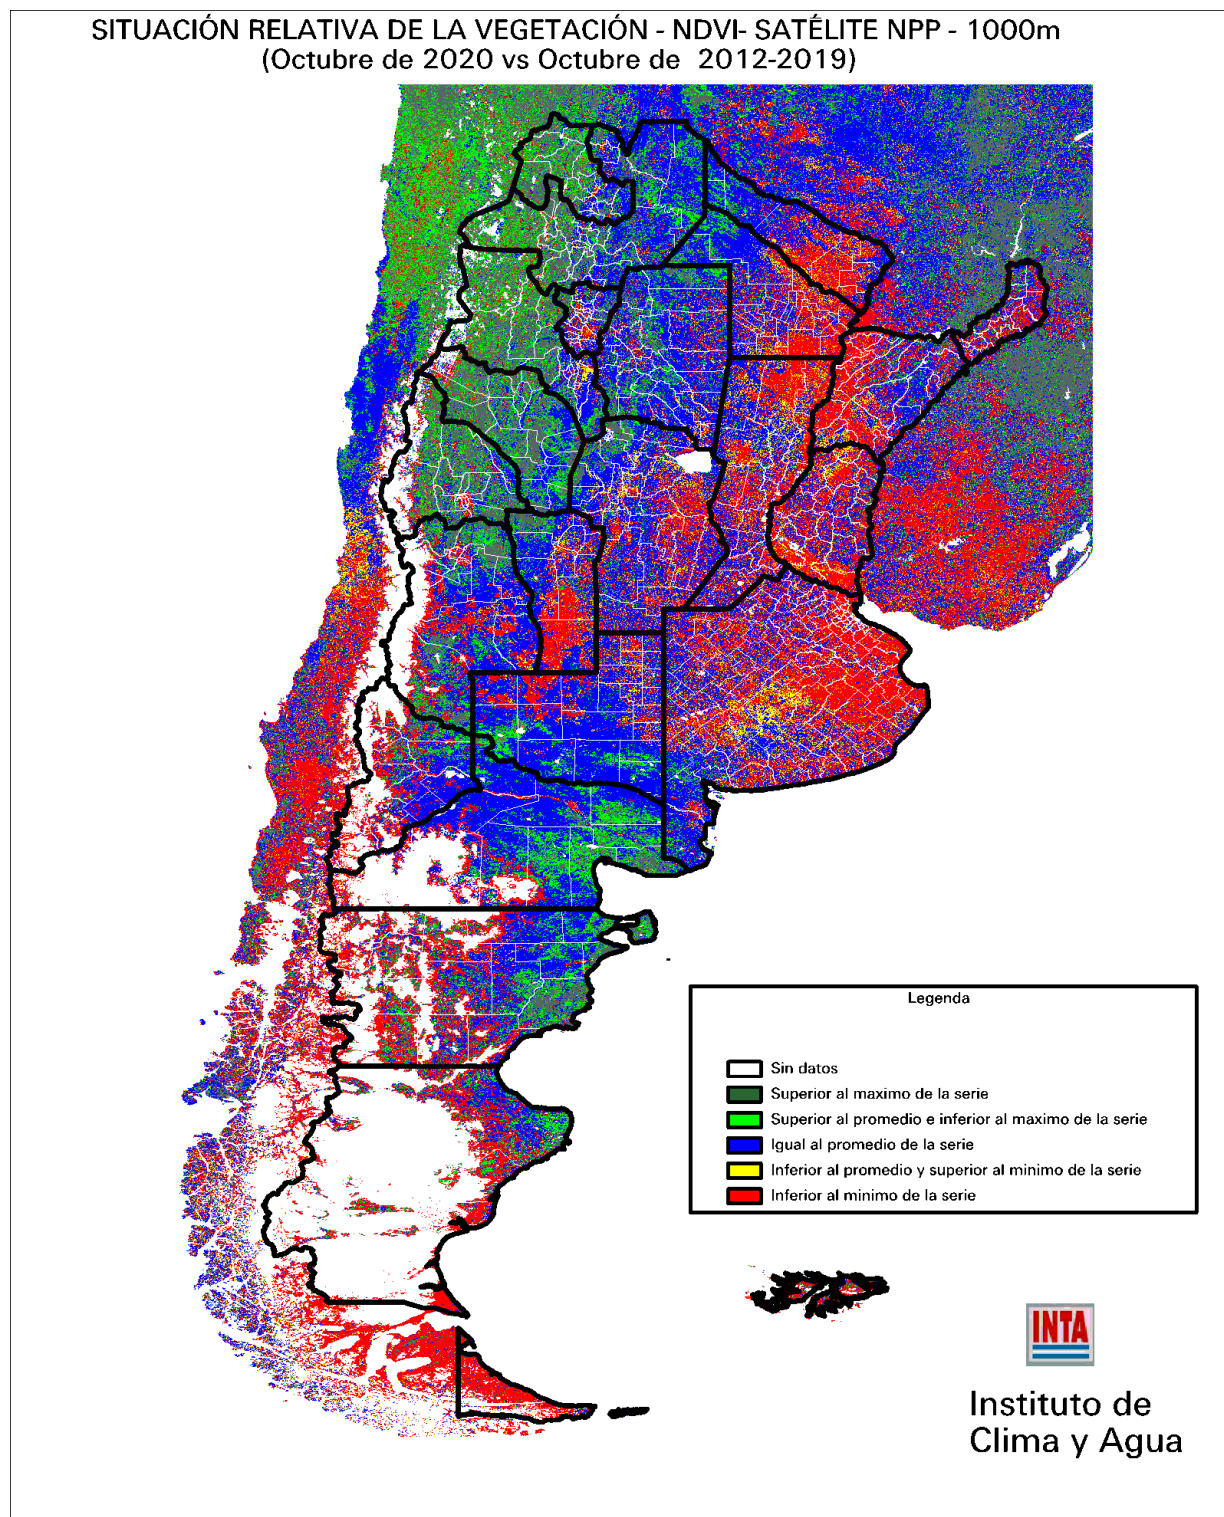 SITUACIÓN RELATIVA DE LA VEGETACIÓN - NDVI- SATÉLITE NPP - 1000m
(Octubre de 2020 vs Octubre de 2012-2019)
Legenda
Sin datos
Superior al maximo de la serie
Superior al promedio e inferior al maximo de la serie
Igual al promedio de la serie
Inferior al promedio y superior al minimo de la serie
Inferior al minimo de la serie
INTA
Instituto de
Clima y Agua